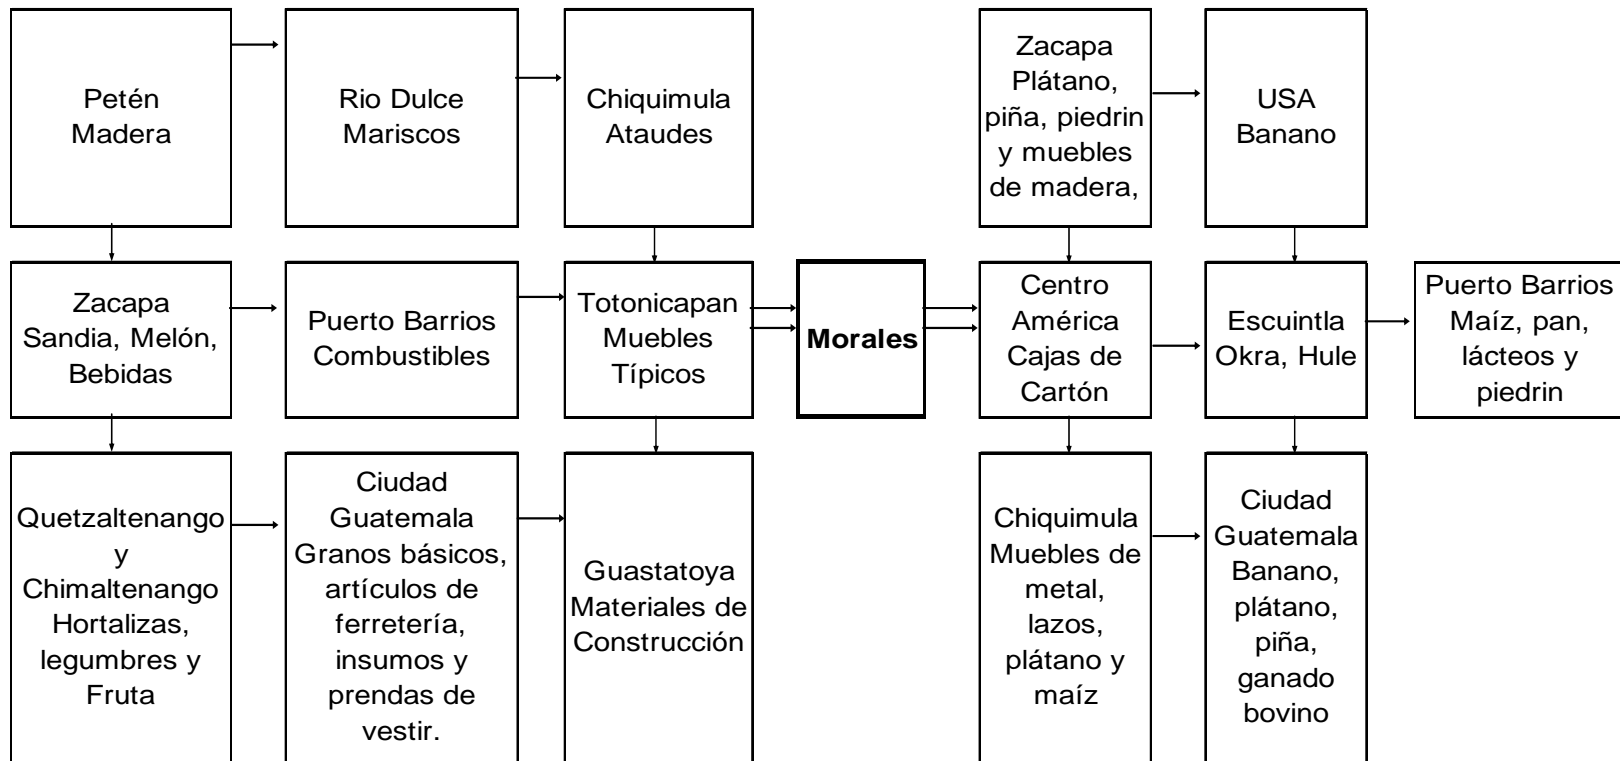 Petén
Madera
Rio Dulce
Mariscos
Chiquimula
Ataudes
Zacapa
Plátano,
piña, piedrin
y muebles
de madera,
USA
Banano
Zacapa
Sandia, Melón,
Bebidas
Puerto Barrios
Combustibles
Totonicapan
Muebles
Típicos
Morales
Centro
América
Cajas de
Cartón
Escuintla
Okra, Hule
Puerto Barrios
Maíz, pan,
lácteos y
piedrin
Quetzaltenango
y
Chimaltenango
Hortalizas,
legumbres y
Fruta
Ciudad
Guatemala
Granos básicos,
artículos de
ferretería,
insumos y
prendas de
vestir.
Guastatoya
Materiales de
Construcción
Chiquimula
Muebles de
metal,
lazos,
plátano y
maíz
Ciudad
Guatemala
Banano,
plátano,
piña,
ganado
bovino